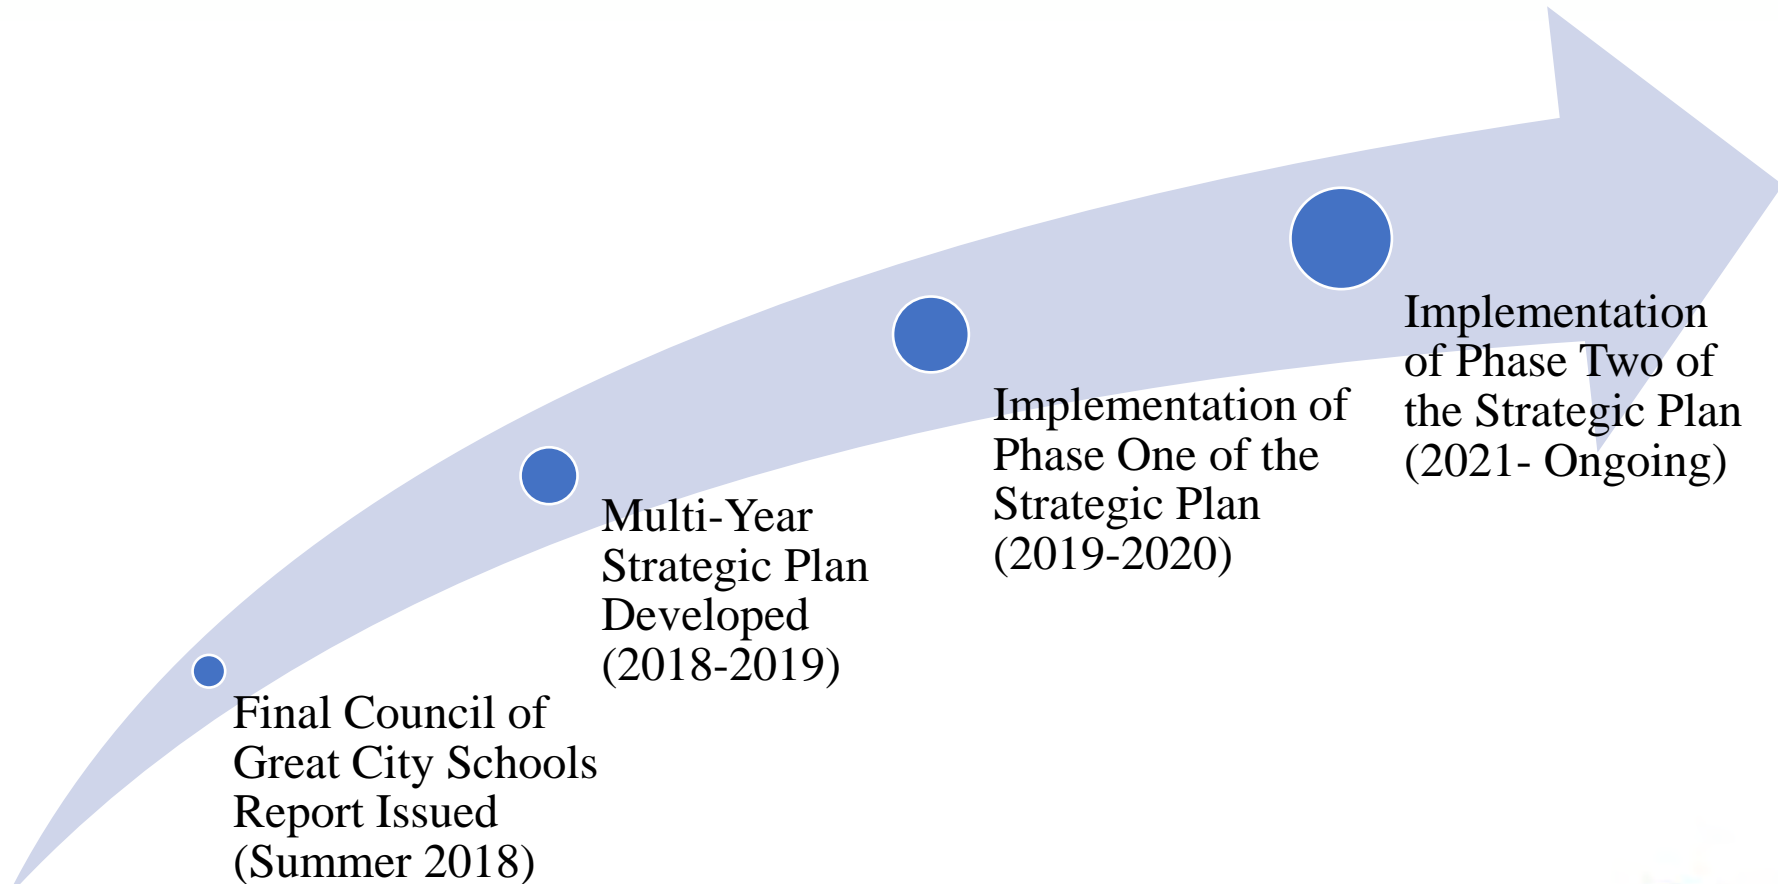 Final Council of
Great City Schools
Report Issued
(Summer 2018)
Multi-Year
Strategic Plan
Developed
(2018-2019)
Implementation of
Phase One of the
Strategic Plan
(2019-2020)
Implementation
of Phase Two of
the Strategic Plan
(2021- Ongoing)